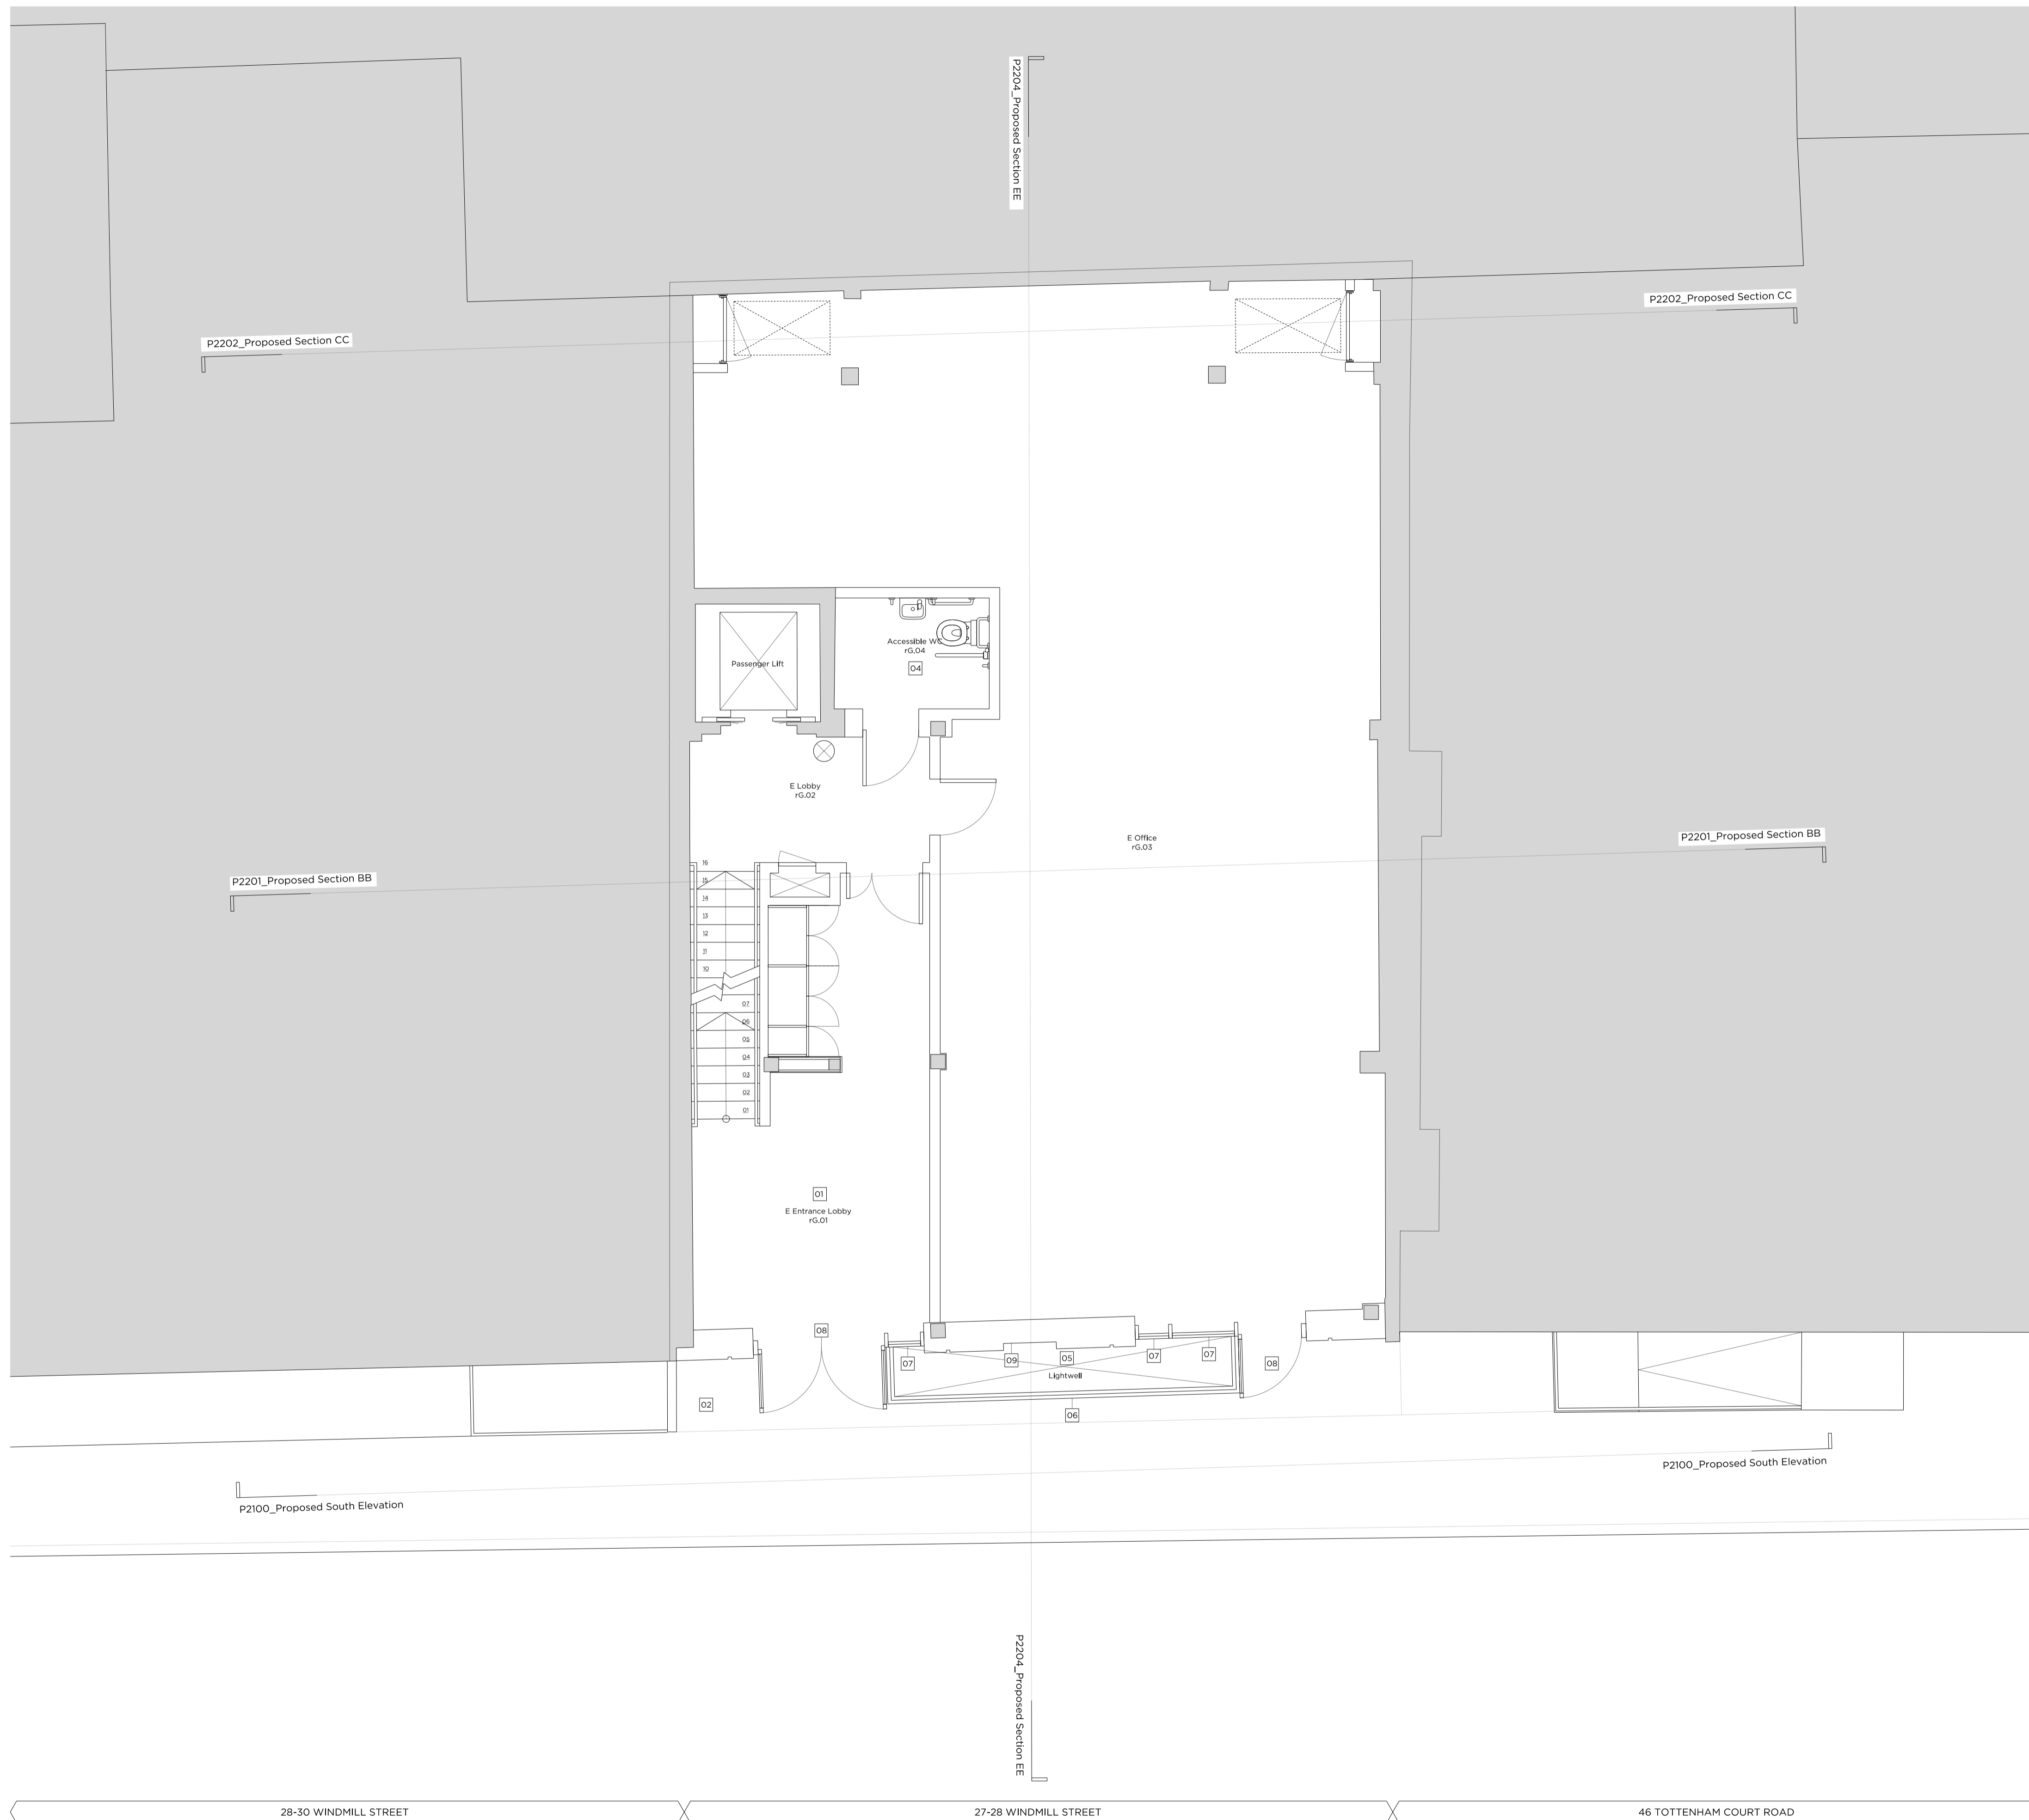 P2204_Proposed Section EE
P2202_Proposed Section CC
P2202_Proposed Section CC
Passenger Lift
Accessible WC
rG.04
04
E Lobby
rG.02
E Office
rG.03
P2201_Proposed Section BB
P2201_Proposed Section BB
16
15
14
13
12
11
10
07
06
05
04
03
02
01
01
E Entrance Lobby
rG.01
08
07
09
05
07
07
08
Lightwell
02
06
P2100_Proposed South Elevation
P2100_Proposed South Elevation
P2204_Proposed Section EE
28-30 WINDMILL STREET
27-28 WINDMILL STREET
46 TOTTENHAM COURT ROAD